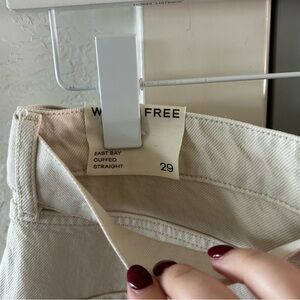 W FREE
EAST BAY
CUFFED
STRAIGHT
29